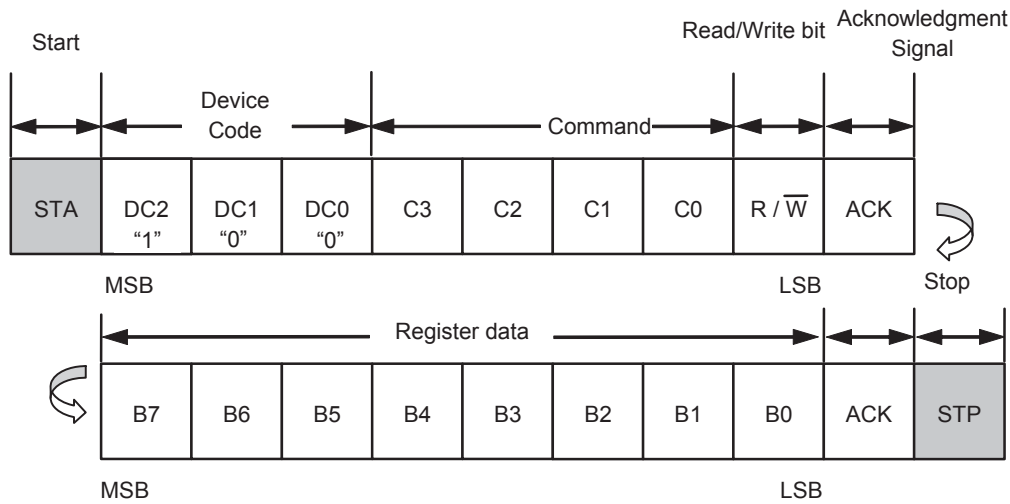 Start
Read/Write bit
Acknowledgment
Signal
Device
Code
Command
STA
DC2
"1"
DC1
"0"
DC0
"0"
C3
C2
C1
C0
R / W̅
ACK
MSB
LSB
Stop
Register data
B7
B6
B5
B4
B3
B2
B1
B0
ACK
STP
MSB
LSB